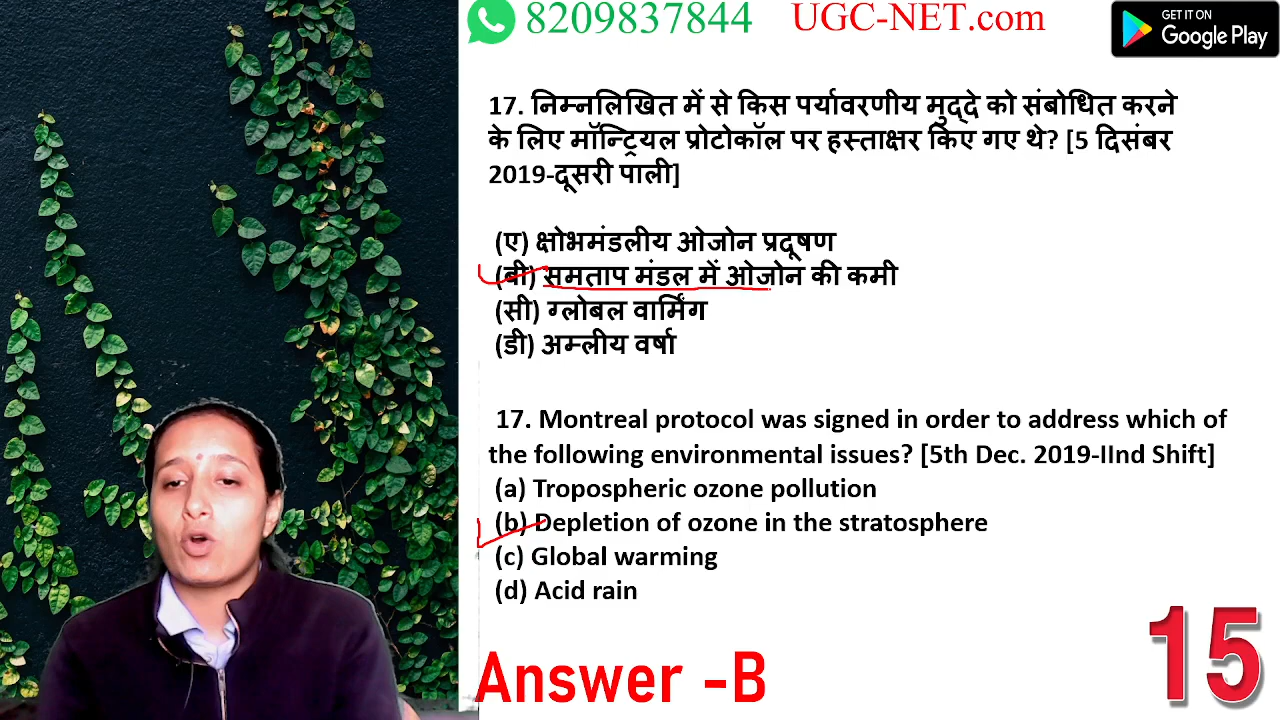 8209837844 UGC-NET.com
GET IT ON
Google Play
17. निम्नलिखित में से किस पर्यावरणीय मुद्दे को संबोधित करने
के लिए मॉन्ट्रियल प्रोटोकॉल पर हस्ताक्षर किए गए थे? [5 दिसंबर
2019-दूसरी पाली]
(ए) क्षोभमंडलीय ओजोन प्रदूषण
(बी) समताप मंडल में ओजोन की कमी
(सी) ग्लोबल वार्मिंग
(डी) अम्लीय वर्षा
17. Montreal protocol was signed in order to address which of
the following environmental issues? [5th Dec. 2019-IInd Shift]
(a) Tropospheric ozone pollution
(b) Depletion of ozone in the stratosphere
(c) Global warming
(d) Acid rain
Answer -B
15